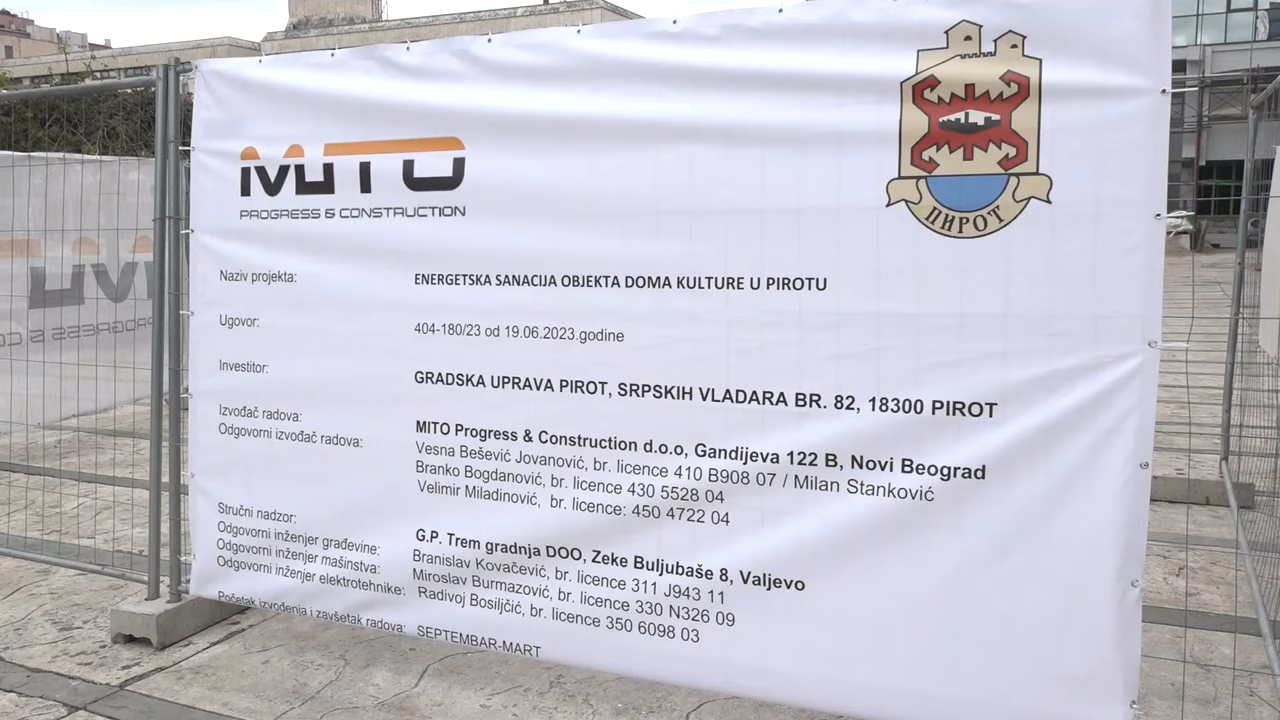 MITO
PROGRESS & CONSTRUCTION
ПИРОТ
Naziv projekta: ENERGETSKA SANACIJA OBJEKTA DOMA KULTURE U PIROTU
Ugovor: 404-180/23 od 19.06.2023.godine
Investitor: GRADSKA UPRAVA PIROT, SRPSKIH VLADARA BR. 82, 18300 PIROT
Izvođač radova: MITO Progress & Construction d.o.o, Gandijeva 122 B, Novi Beograd
Odgovorni izvođač radova: Vesna Bešević Jovanović, br. licence 410 B908 07 / Milan Stanković
Branko Bogdanović, br. licence 430 5528 04
Velimir Miladinović, br. licence: 450 4722 04
Stručni nadzor: G.P. Trem gradnja DOO, Zeke Buljubaše 8, Valjevo
Odgovorni inženjer građevine: Branislav Kovačević, br. licence 311 J943 11
Odgovorni inženjer mašinstva: Miroslav Burmazović, br. licence 330 N326 09
Odgovorni inženjer elektrotehnike: Radivoj Bosiljčić, br. licence 350 6098 03
Početak izvođenja i završetak radova: SEPTEMBAR-MART